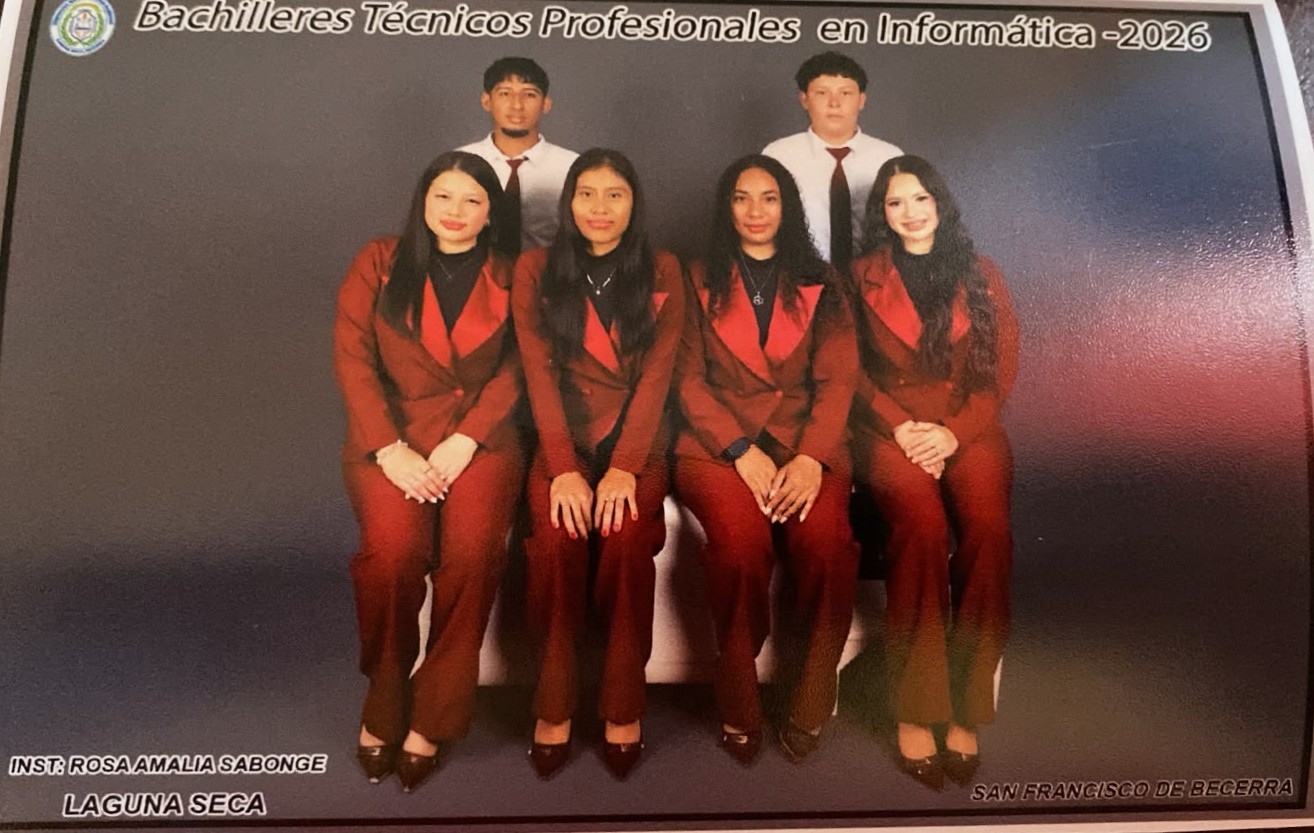 Bachilleres Técnicos Profesionales en Informática -2026
INST: ROSA AMALIA SABONGE
LAGUNA SECA
SAN FRANCISCO DE BECERRA